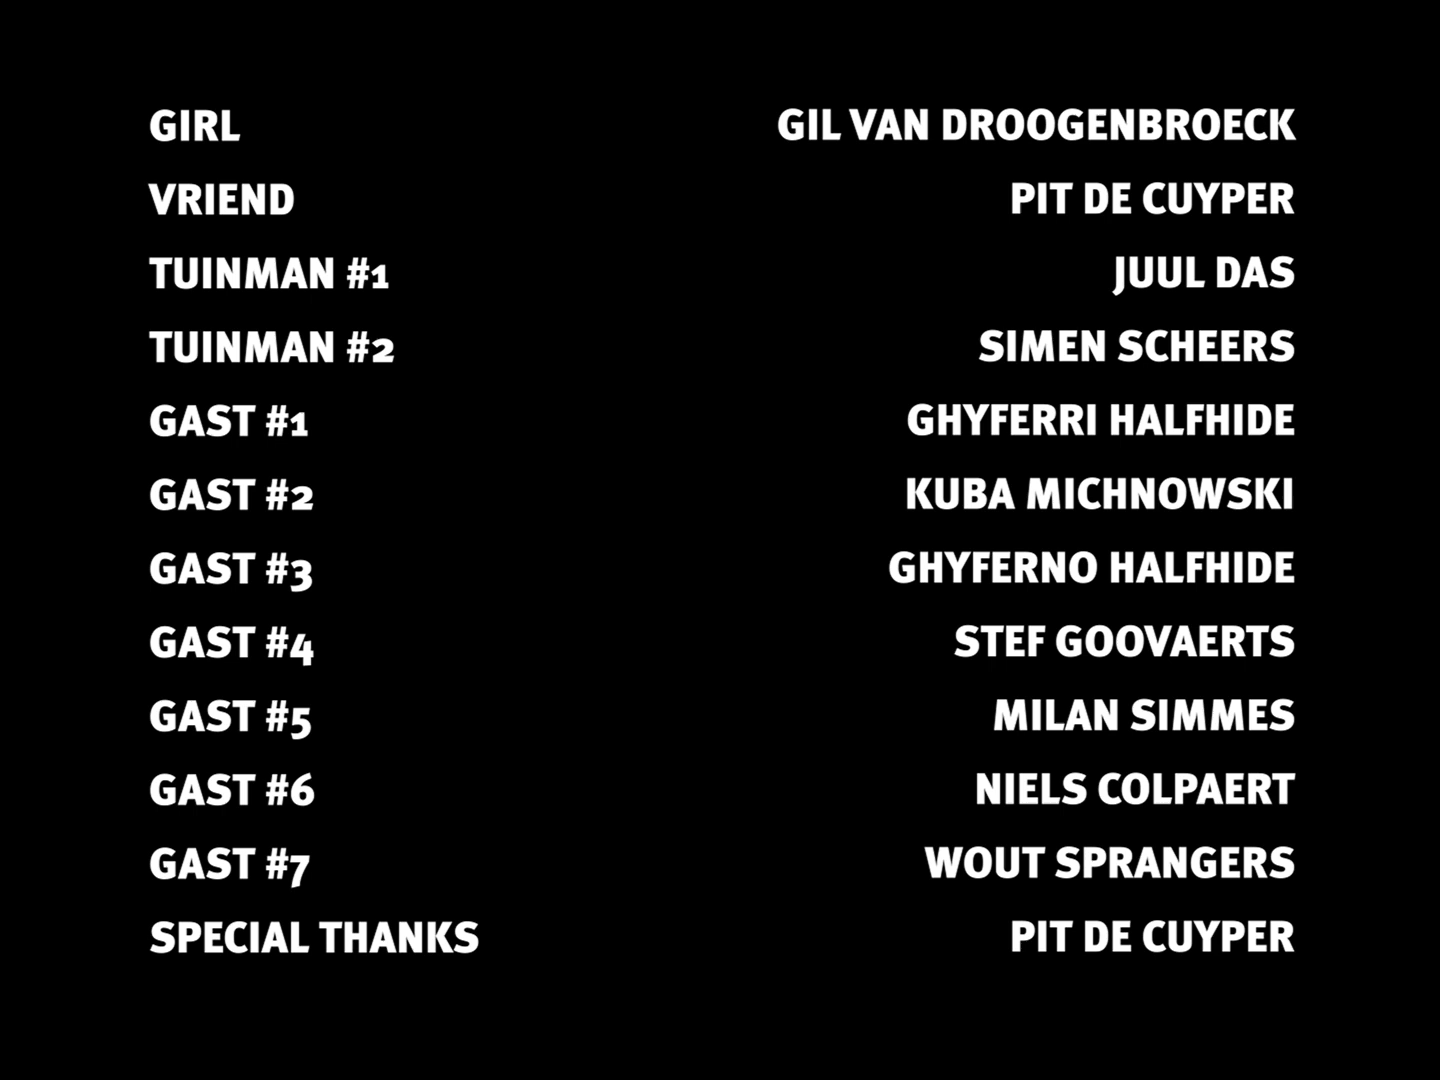 GIRL GIL VAN DROOGENBROECK
VRIEND PIT DE CUYPER
TUINMAN #1 JUUL DAS
TUINMAN #2 SIMEN SCHEERS
GAST #1 GHYFERRI HALFHIDE
GAST #2 KUBA MICHNOWSKI
GAST #3 GHYFERNO HALFHIDE
GAST #4 STEF GOOVAERTS
GAST #5 MILAN SIMMES
GAST #6 NIELS COLPAERT
GAST #7 WOUT SPRANGERS
SPECIAL THANKS PIT DE CUYPER